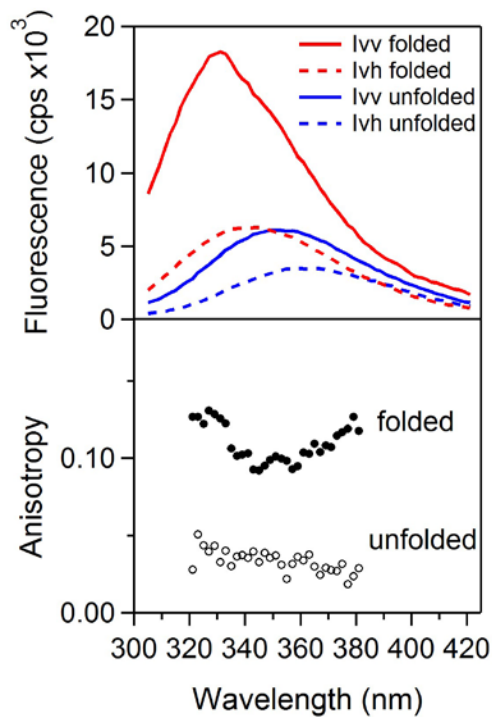 Fluorescence (cps x10³)
20
15
10
5
0
Ivv folded
Ivh folded
Ivv unfolded
Ivh unfolded
Anisotropy
0.10
0.00
folded
unfolded
300 320 340 360 380 400 420
Wavelength (nm)